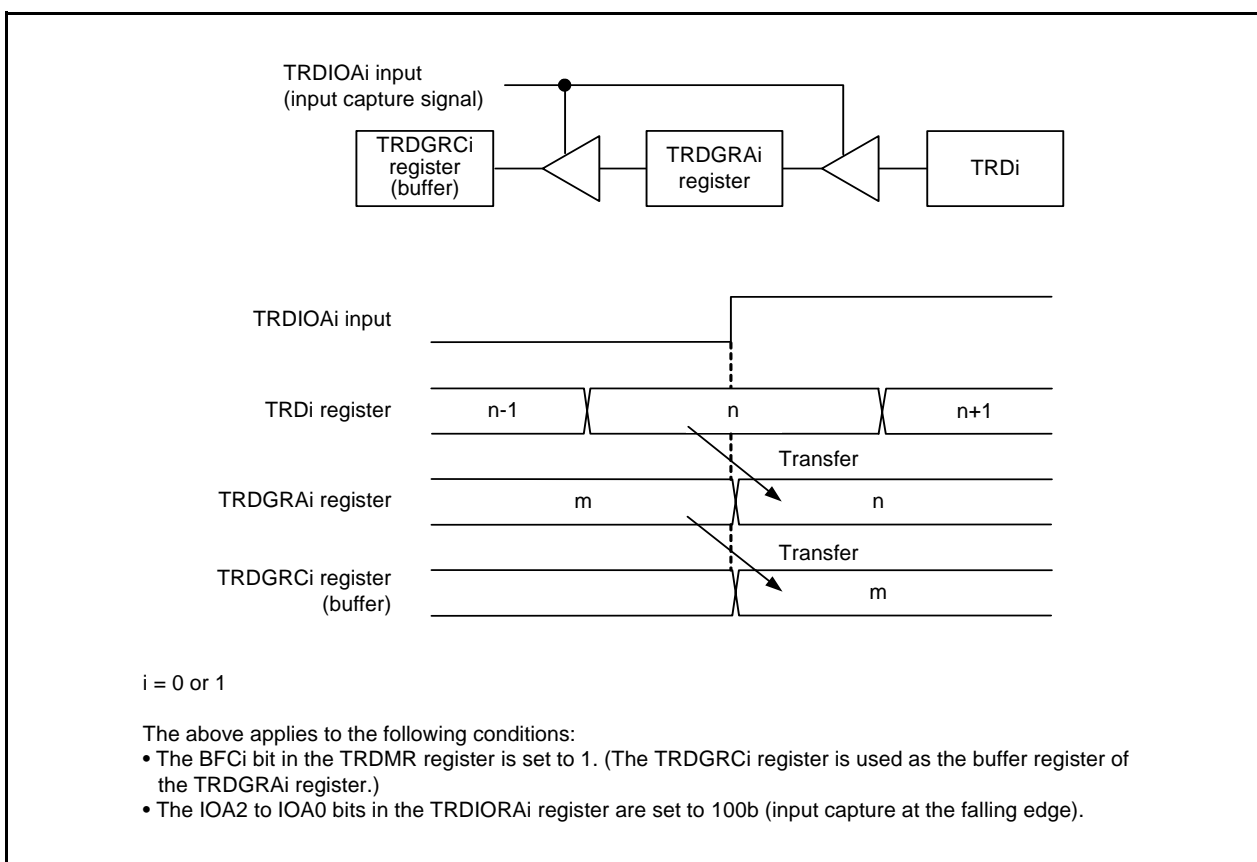 TRDIOAi input
(input capture signal)
TRDGRCi
register
(buffer)
TRDGRAi
register
TRDi
TRDIOAi input
TRDi register
n-1
n
n+1
Transfer
TRDGRAi register
m
n
Transfer
TRDGRCi register
(buffer)
m
i = 0 or 1
The above applies to the following conditions:
• The BFCi bit in the TRDMR register is set to 1. (The TRDGRCi register is used as the buffer register of
the TRDGRAi register.)
• The IOA2 to IOA0 bits in the TRDIORAi register are set to 100b (input capture at the falling edge).